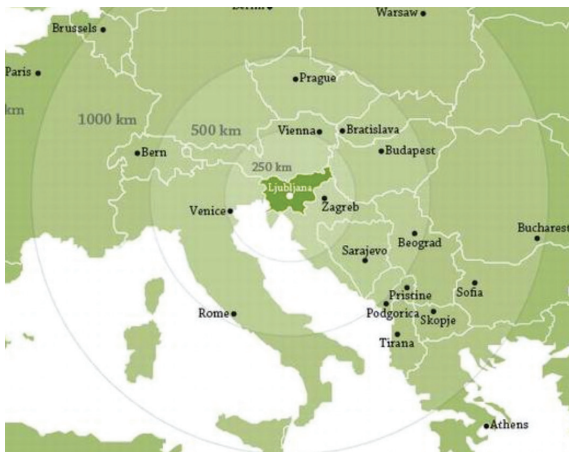 Berlin
Warsaw
Brussels
Paris
Prague
km
1000 km
500 km
Vienna
Bratislava
Bern
Budapest
250 km
Ljubljana
Zagreb
Venice
Beograd
Bucharest
Sarajevo
Pristine
Sofia
Rome
Podgorica
Skopje
Tirana
Athens